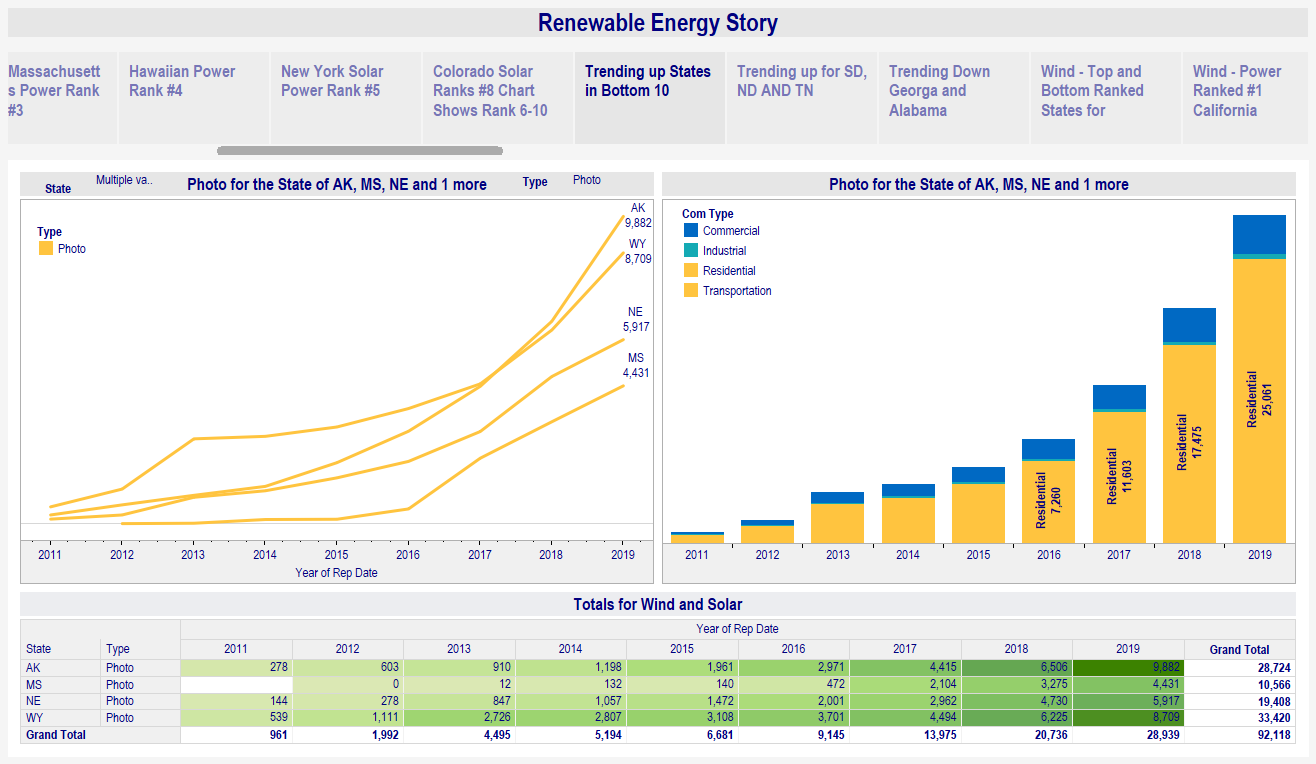 Renewable Energy Story
Massachusett
s Power Rank
#3
Hawaiian Power
Rank #4
New York Solar
Power Rank #5
Colorado Solar
Ranks #8 Chart
Shows Rank 6-10
Trending up States
in Bottom 10
Trending up for SD,
ND AND TN
Trending Down
Georga and
Alabama
Wind - Top and
Bottom Ranked
States for
Wind - Power
Ranked #1
California
State Multiple va.. Photo for the State of AK, MS, NE and 1 more Type Photo
Type
Photo
AK
9,882
WY
8,709
NE
5,917
MS
4,431
2011 2012 2013 2014 2015 2016 2017 2018 2019
Year of Rep Date
Photo for the State of AK, MS, NE and 1 more
Com Type
Commercial
Industrial
Residential
Transportation
Residential
7,260
Residential
11,603
Residential
17,475
Residential
25,061
2011 2012 2013 2014 2015 2016 2017 2018 2019
Totals for Wind and Solar
Year of Rep Date
State Type 2011 2012 2013 2014 2015 2016 2017 2018 2019 Grand Total
AK Photo 278 603 910 1,198 1,961 2,971 4,415 6,506 9,882 28,724
MS Photo 0 12 132 140 472 2,104 3,275 4,431 10,566
NE Photo 144 278 847 1,057 1,472 2,001 2,962 4,730 5,917 19,408
WY Photo 539 1,111 2,726 2,807 3,108 3,701 4,494 6,225 8,709 33,420
Grand Total 961 1,992 4,495 5,194 6,681 9,145 13,975 20,736 28,939 92,118